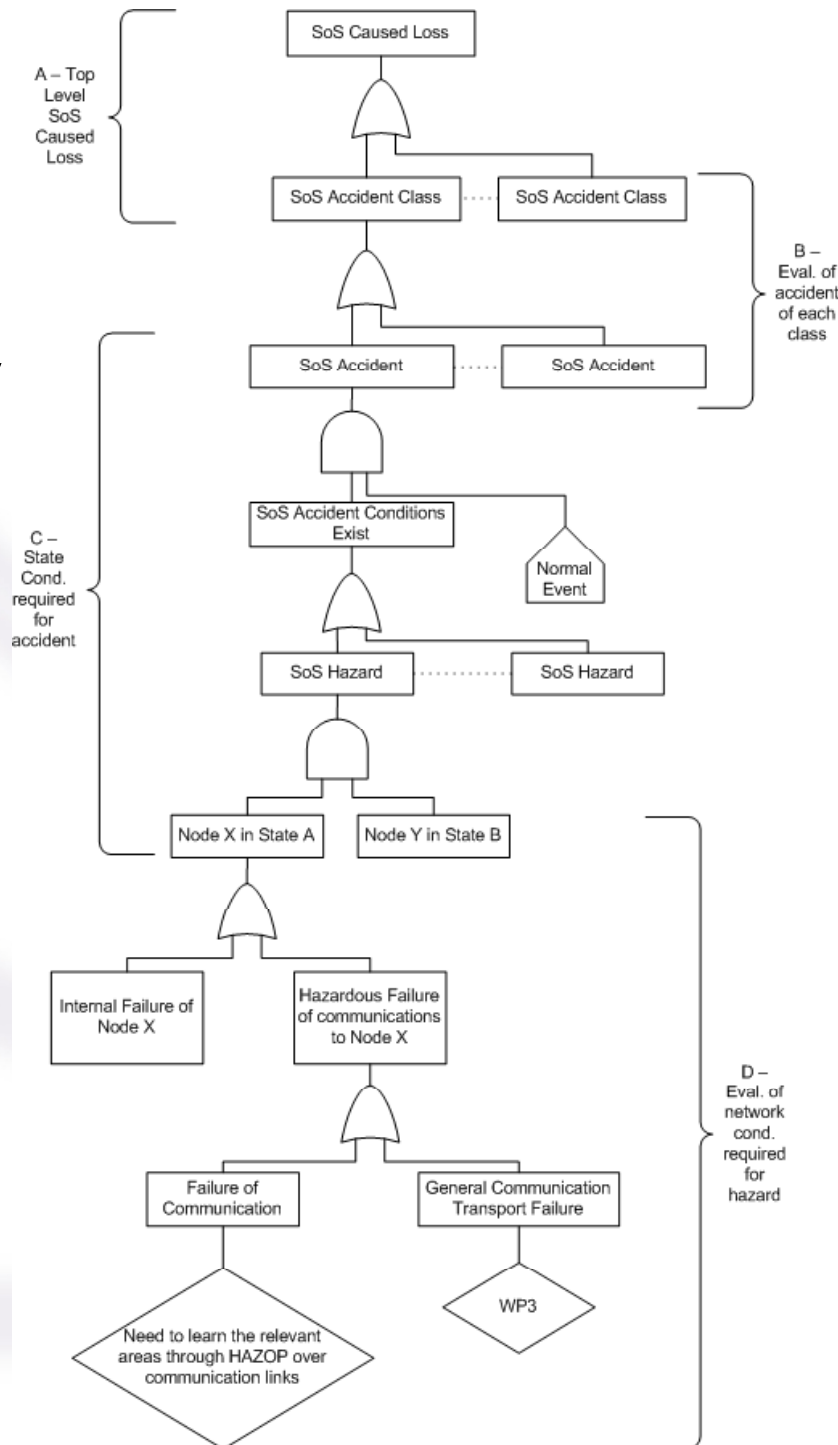 SoS Caused Loss
A – Top
Level
SoS
Caused
Loss
SoS Accident Class
SoS Accident Class
B –
Eval. of
accident
of each
class
SoS Accident
SoS Accident
SoS Accident Conditions
Exist
Normal
Event
C –
State
Cond.
required
for
accident
SoS Hazard
SoS Hazard
Node X in State A
Node Y in State B
Internal Failure of
Node X
Hazardous Failure
of communications
to Node X
D –
Eval. of
network
cond.
required
for
hazard
Failure of
Communication
General Communication
Transport Failure
WP3
Need to learn the relevant
areas through HAZOP over
communication links